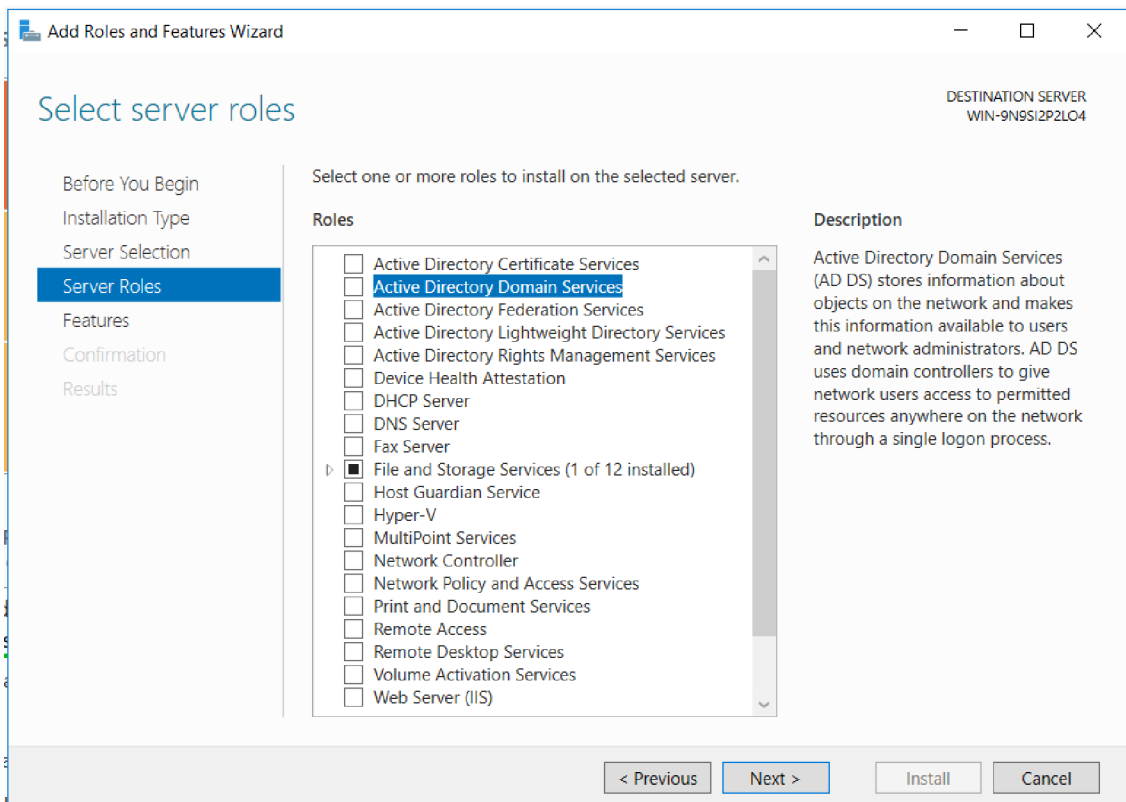 Add Roles and Features Wizard
Select server roles
DESTINATION SERVER
WIN-9N9SI2P2LO4
Before You Begin
Installation Type
Server Selection
Server Roles
Features
Confirmation
Results
Select one or more roles to install on the selected server.
Roles
Active Directory Certificate Services
Active Directory Domain Services
Active Directory Federation Services
Active Directory Lightweight Directory Services
Active Directory Rights Management Services
Device Health Attestation
DHCP Server
DNS Server
Fax Server
File and Storage Services (1 of 12 installed)
Host Guardian Service
Hyper-V
MultiPoint Services
Network Controller
Network Policy and Access Services
Print and Document Services
Remote Access
Remote Desktop Services
Volume Activation Services
Web Server (IIS)
Description
Active Directory Domain Services
(AD DS) stores information about
objects on the network and makes
this information available to users
and network administrators. AD DS
uses domain controllers to give
network users access to permitted
resources anywhere on the network
through a single logon process.
< Previous
Next >
Install
Cancel